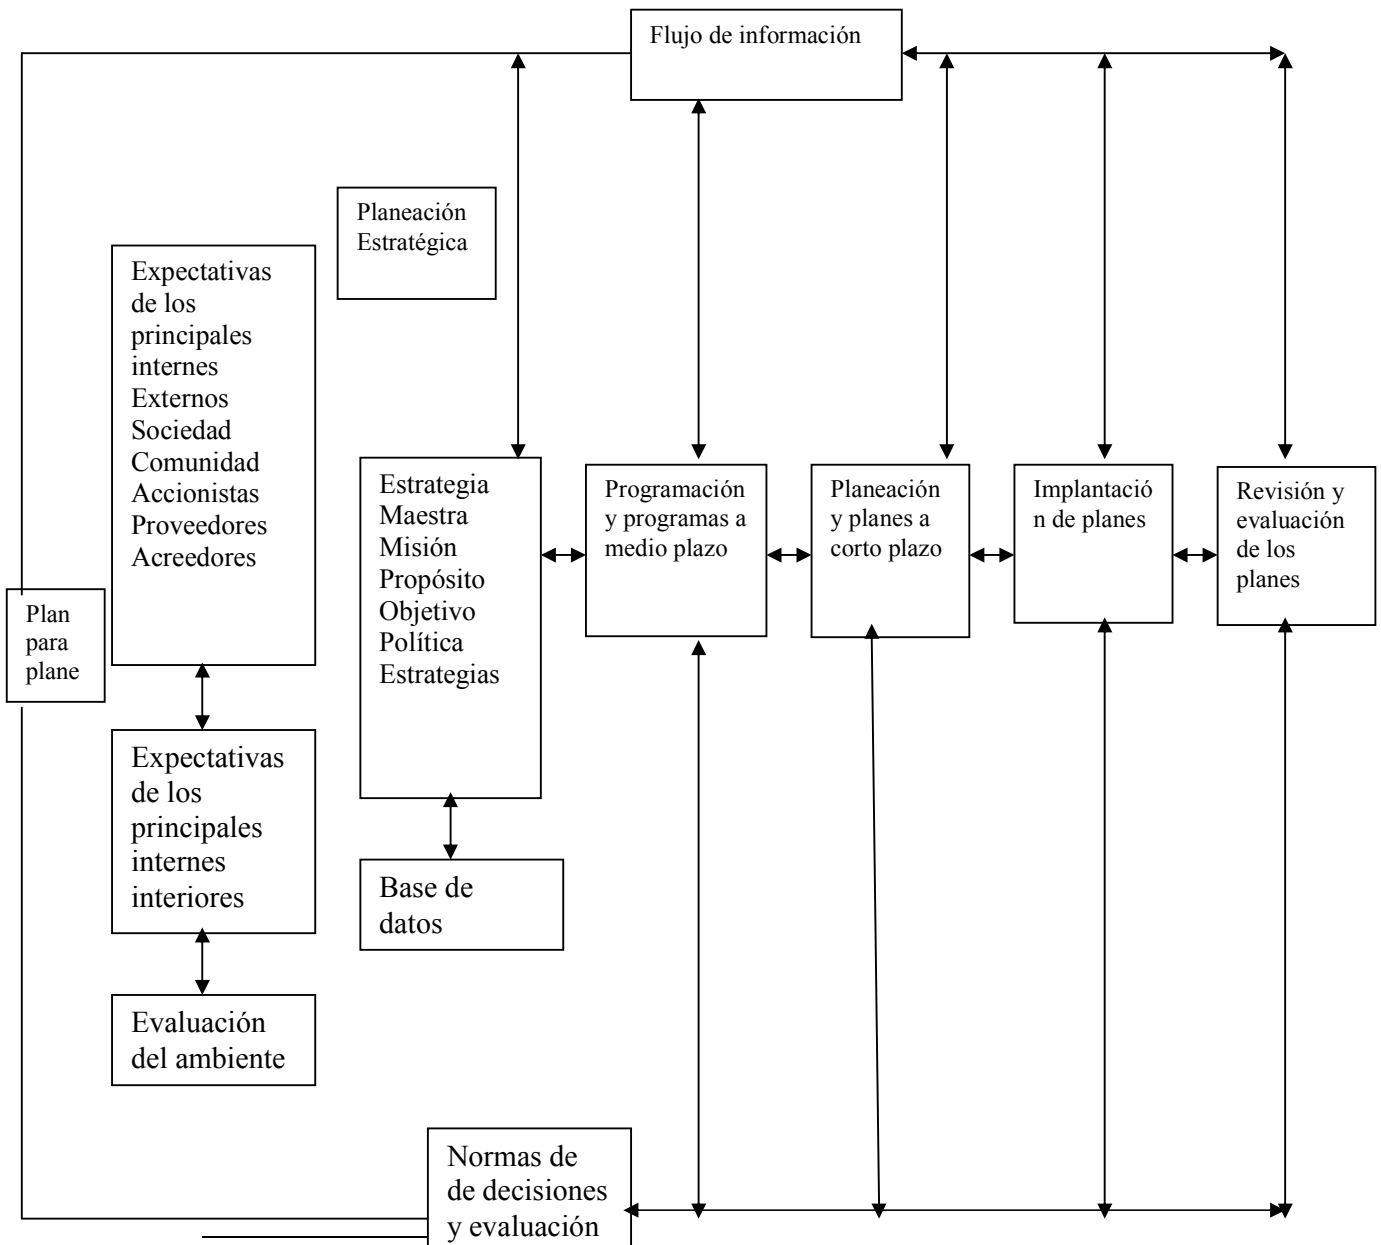 Flujo de información
Planeación
Estratégica
Expectativas
de los
principales
internes
Externos
Sociedad
Comunidad
Accionistas
Proveedores
Acreedores
Estrategia
Maestra
Misión
Propósito
Objetivo
Política
Estrategias
Programación
y programas a
medio plazo
Planeación
y planes a
corto plazo
Implantació
n de planes
Revisión y
evaluación
de los
planes
Plan
para
plane
Expectativas
de los
principales
internes
interiores
Base de
datos
Evaluación
del ambiente
Normas de
de decisiones
y evaluación